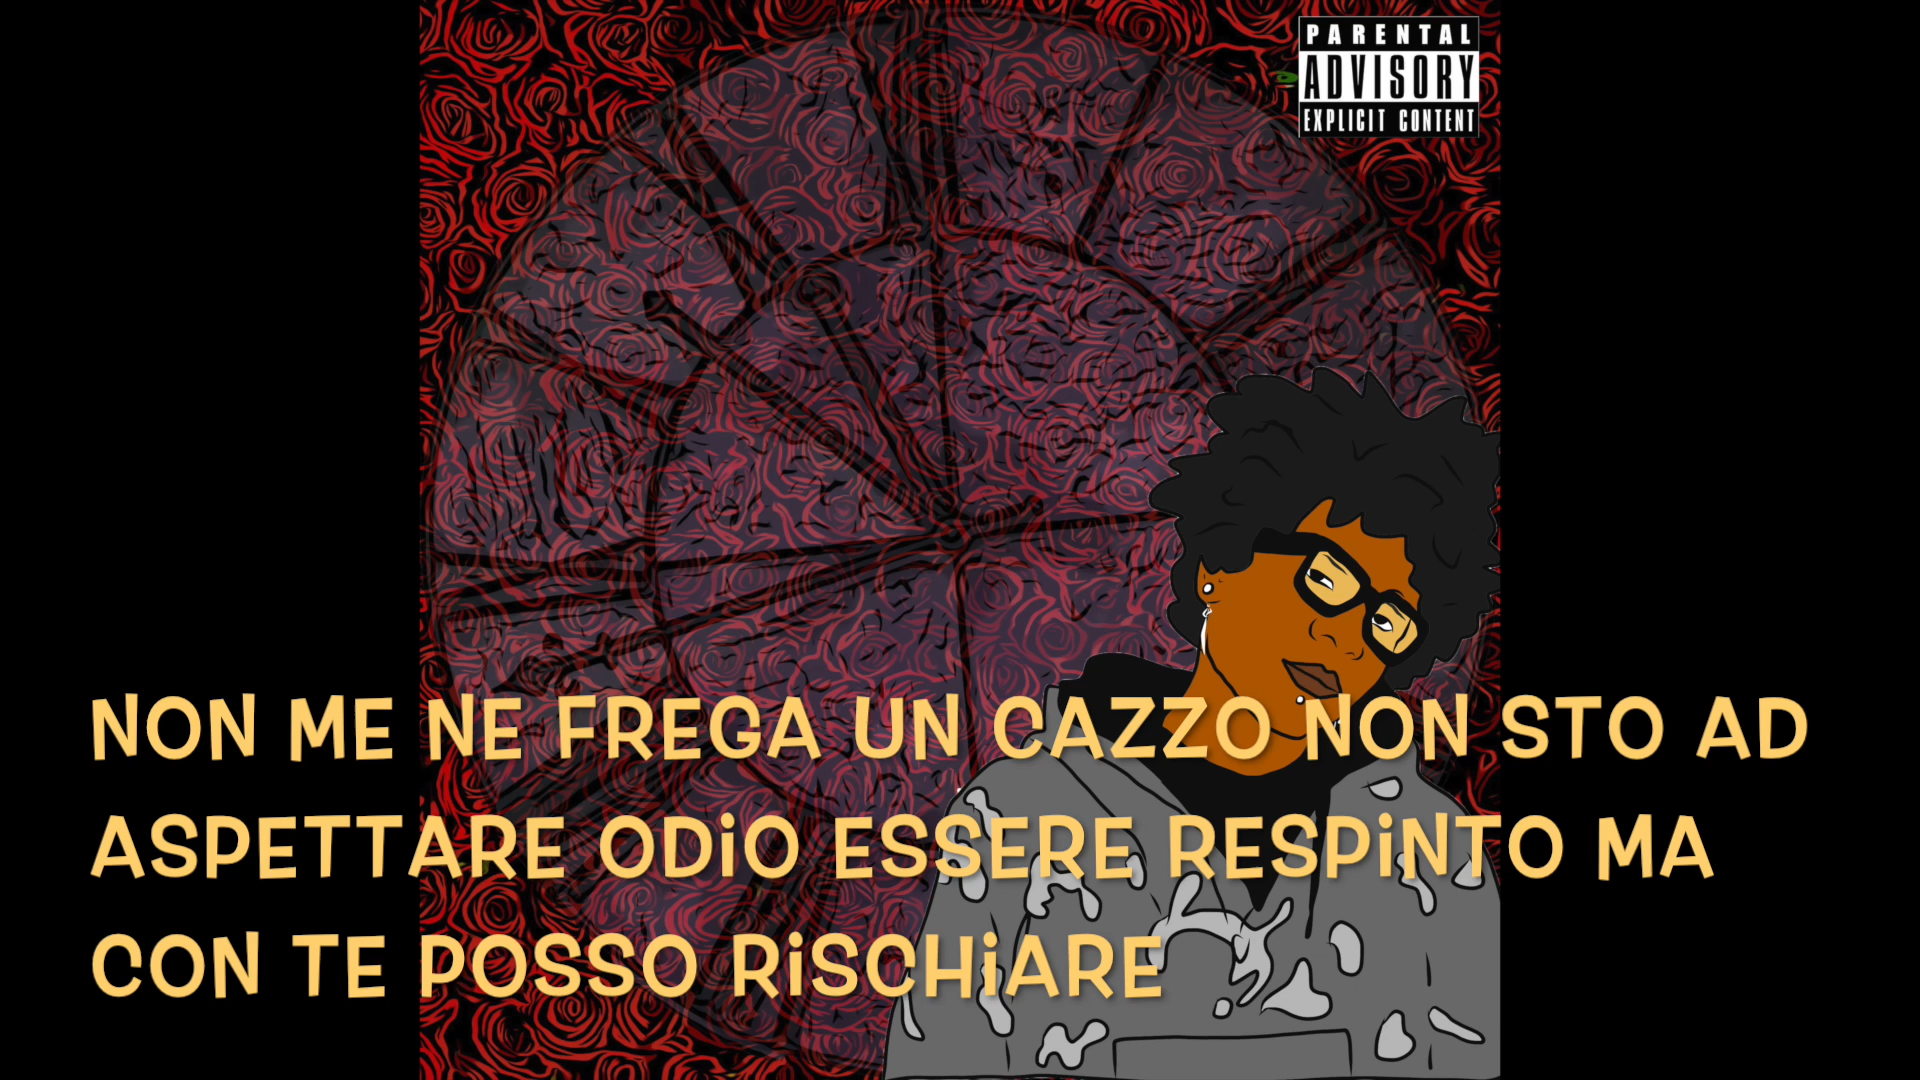 PARENTAL
ADVISORY
EXPLICIT CONTENT
NON ME NE FREGA UN CAZZO NON STO AD
ASPETTARE ODiO ESSERE RESPiNTO MA
CON TE POSSO RiSCHiARE